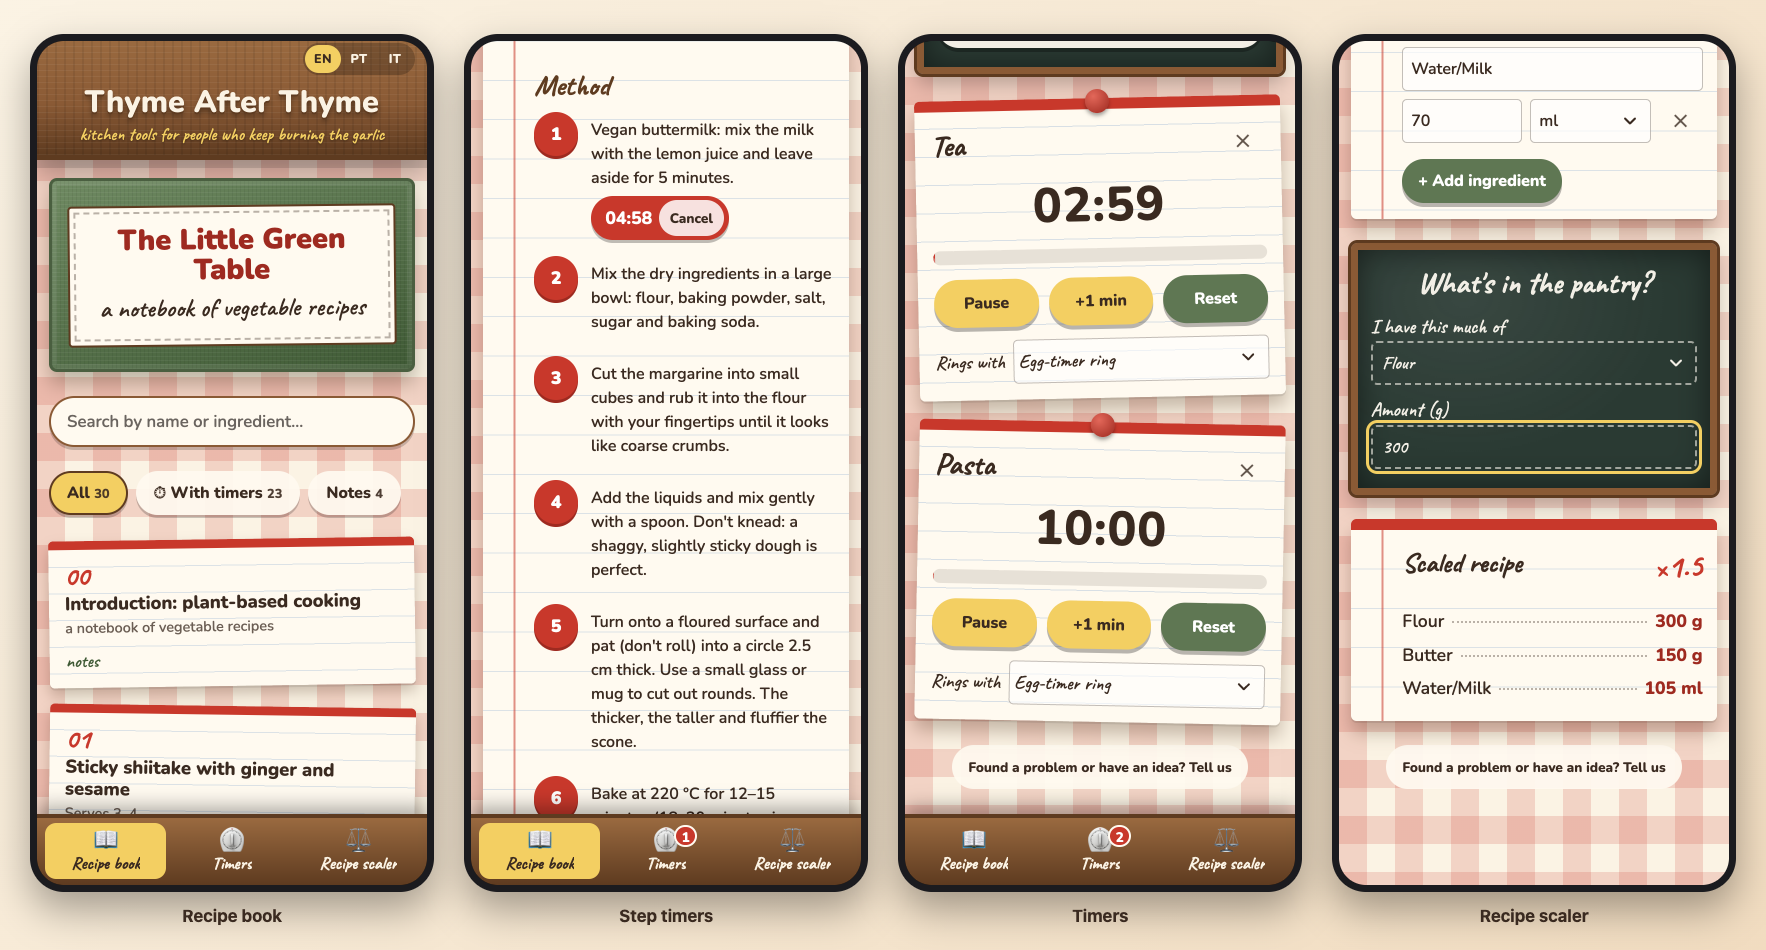 EN PT IT
Thyme After Thyme
kitchen tools for people who keep burning the garlic
The Little Green
Table
a notebook of vegetable recipes
Search by name or ingredient...
All 30
With timers 23
Notes 4
00
Introduction: plant-based cooking
a notebook of vegetable recipes
notes
01
Sticky shiitake with ginger and
sesame
Recipe book
Timers
Recipe scaler
Recipe book
Method
1
Vegan buttermilk: mix the milk
with the lemon juice and leave
aside for 5 minutes.
04:58 Cancel
2
Mix the dry ingredients in a large
bowl: flour, baking powder, salt,
sugar and baking soda.
3
Cut the margarine into small
cubes and rub it into the flour
with your fingertips until it looks
like coarse crumbs.
4
Add the liquids and mix gently
with a spoon. Don't knead: a
shaggy, slightly sticky dough is
perfect.
5
Turn onto a floured surface and
pat (don't roll) into a circle 2.5
cm thick. Use a small glass or
mug to cut out rounds. The
thicker, the taller and fluffier the
scone.
6
Bake at 220 °C for 12–15
Recipe book
Timers
1
Recipe scaler
Step timers
Tea
02:59
Pause
+1 min
Reset
Rings with Egg-timer ring
Pasta
10:00
Pause
+1 min
Reset
Rings with Egg-timer ring
Found a problem or have an idea? Tell us
Recipe book
Timers
2
Recipe scaler
Timers
Water/Milk
70 ml
+ Add ingredient
What's in the pantry?
I have this much of
Flour
Amount (g)
300
Scaled recipe ×1.5
Flour 300 g
Butter 150 g
Water/Milk 105 ml
Found a problem or have an idea? Tell us
Recipe scaler